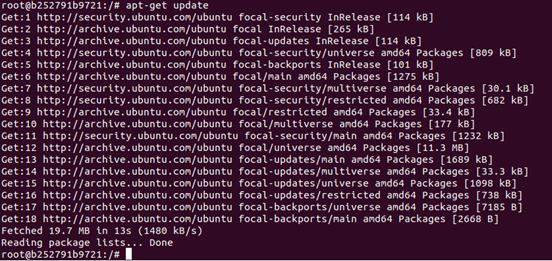 root@b252791b9721:/# apt-get update
Get:1 http://security.ubuntu.com/ubuntu focal-security InRelease [114 kB]
Get:2 http://archive.ubuntu.com/ubuntu focal InRelease [265 kB]
Get:3 http://archive.ubuntu.com/ubuntu focal-updates InRelease [114 kB]
Get:4 http://security.ubuntu.com/ubuntu focal-security/universe amd64 Packages [809 kB]
Get:5 http://archive.ubuntu.com/ubuntu focal-backports InRelease [101 kB]
Get:6 http://archive.ubuntu.com/ubuntu focal/main amd64 Packages [1275 kB]
Get:7 http://security.ubuntu.com/ubuntu focal-security/multiverse amd64 Packages [30.1 kB]
Get:8 http://security.ubuntu.com/ubuntu focal-security/restricted amd64 Packages [682 kB]
Get:9 http://archive.ubuntu.com/ubuntu focal/restricted amd64 Packages [33.4 kB]
Get:10 http://archive.ubuntu.com/ubuntu focal/multiverse amd64 Packages [177 kB]
Get:11 http://security.ubuntu.com/ubuntu focal-security/main amd64 Packages [1232 kB]
Get:12 http://archive.ubuntu.com/ubuntu focal/universe amd64 Packages [11.3 MB]
Get:13 http://archive.ubuntu.com/ubuntu focal-updates/main amd64 Packages [1689 kB]
Get:14 http://archive.ubuntu.com/ubuntu focal-updates/multiverse amd64 Packages [33.3 kB]
Get:15 http://archive.ubuntu.com/ubuntu focal-updates/universe amd64 Packages [1098 kB]
Get:16 http://archive.ubuntu.com/ubuntu focal-updates/restricted amd64 Packages [738 kB]
Get:17 http://archive.ubuntu.com/ubuntu focal-backports/universe amd64 Packages [7185 B]
Get:18 http://archive.ubuntu.com/ubuntu focal-backports/main amd64 Packages [2668 B]
Fetched 19.7 MB in 13s (1480 kB/s)
Reading package lists... Done
root@b252791b9721:/#